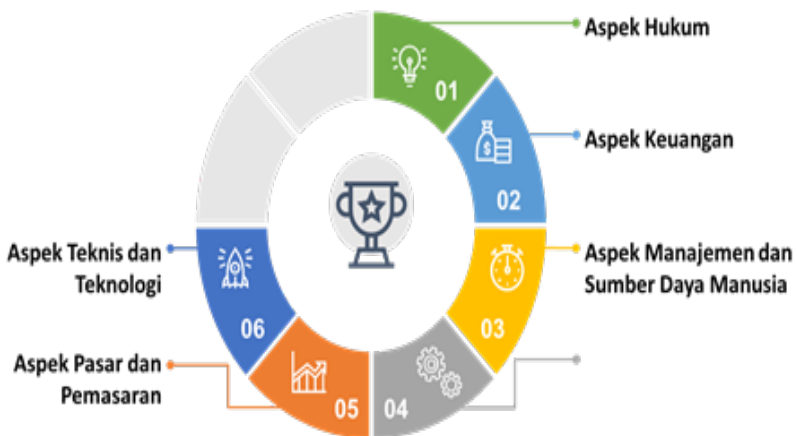 01
Aspek Hukum
02
Aspek Keuangan
03
Aspek Manajemen dan
Sumber Daya Manusia
04
05
Aspek Pasar dan
Pemasaran
06
Aspek Teknis dan
Teknologi
$